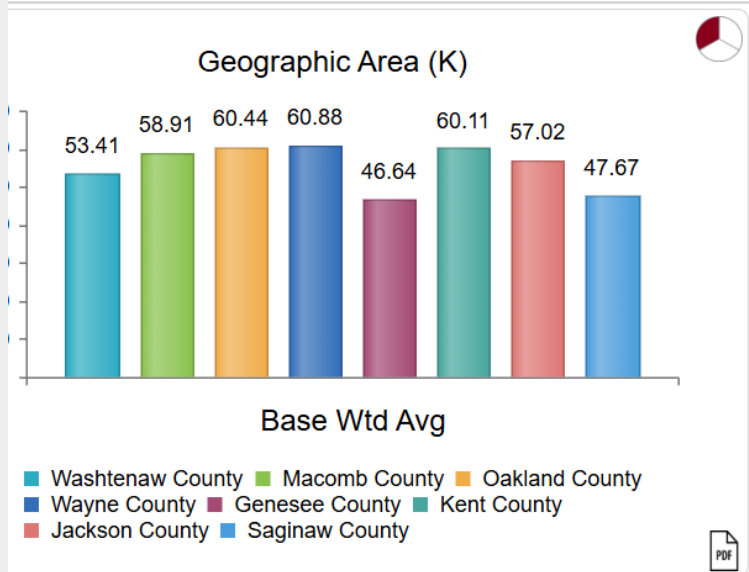 Geographic Area (K)
53.41
58.91
60.44
60.88
46.64
60.11
57.02
47.67
Base Wtd Avg
Washtenaw County Macomb County Oakland County
Wayne County Genesee County Kent County
Jackson County Saginaw County
PDF